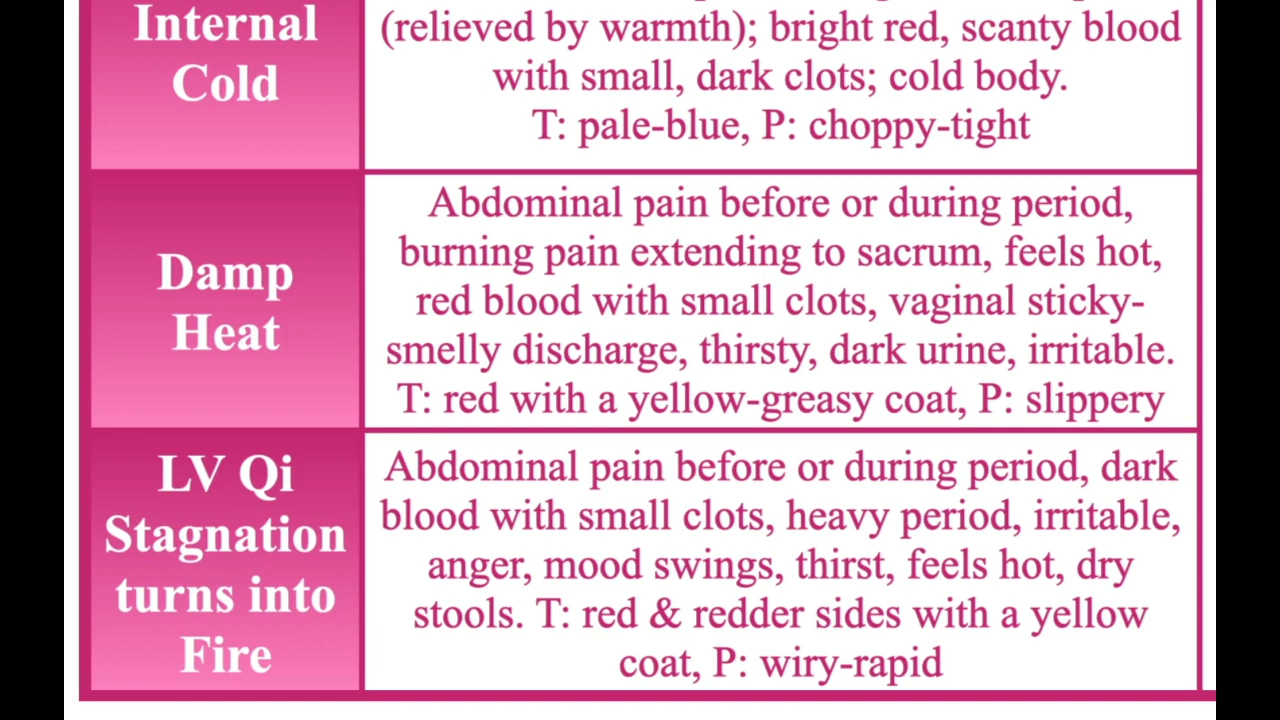 Internal
Cold
(relieved by warmth); bright red, scanty blood
with small, dark clots; cold body.
T: pale-blue, P: choppy-tight
Damp
Heat
Abdominal pain before or during period,
burning pain extending to sacrum, feels hot,
red blood with small clots, vaginal sticky-
smelly discharge, thirsty, dark urine, irritable.
T: red with a yellow-greasy coat, P: slippery
LV Qi
Stagnation
turns into
Fire
Abdominal pain before or during period, dark
blood with small clots, heavy period, irritable,
anger, mood swings, thirst, feels hot, dry
stools. T: red & redder sides with a yellow
coat, P: wiry-rapid